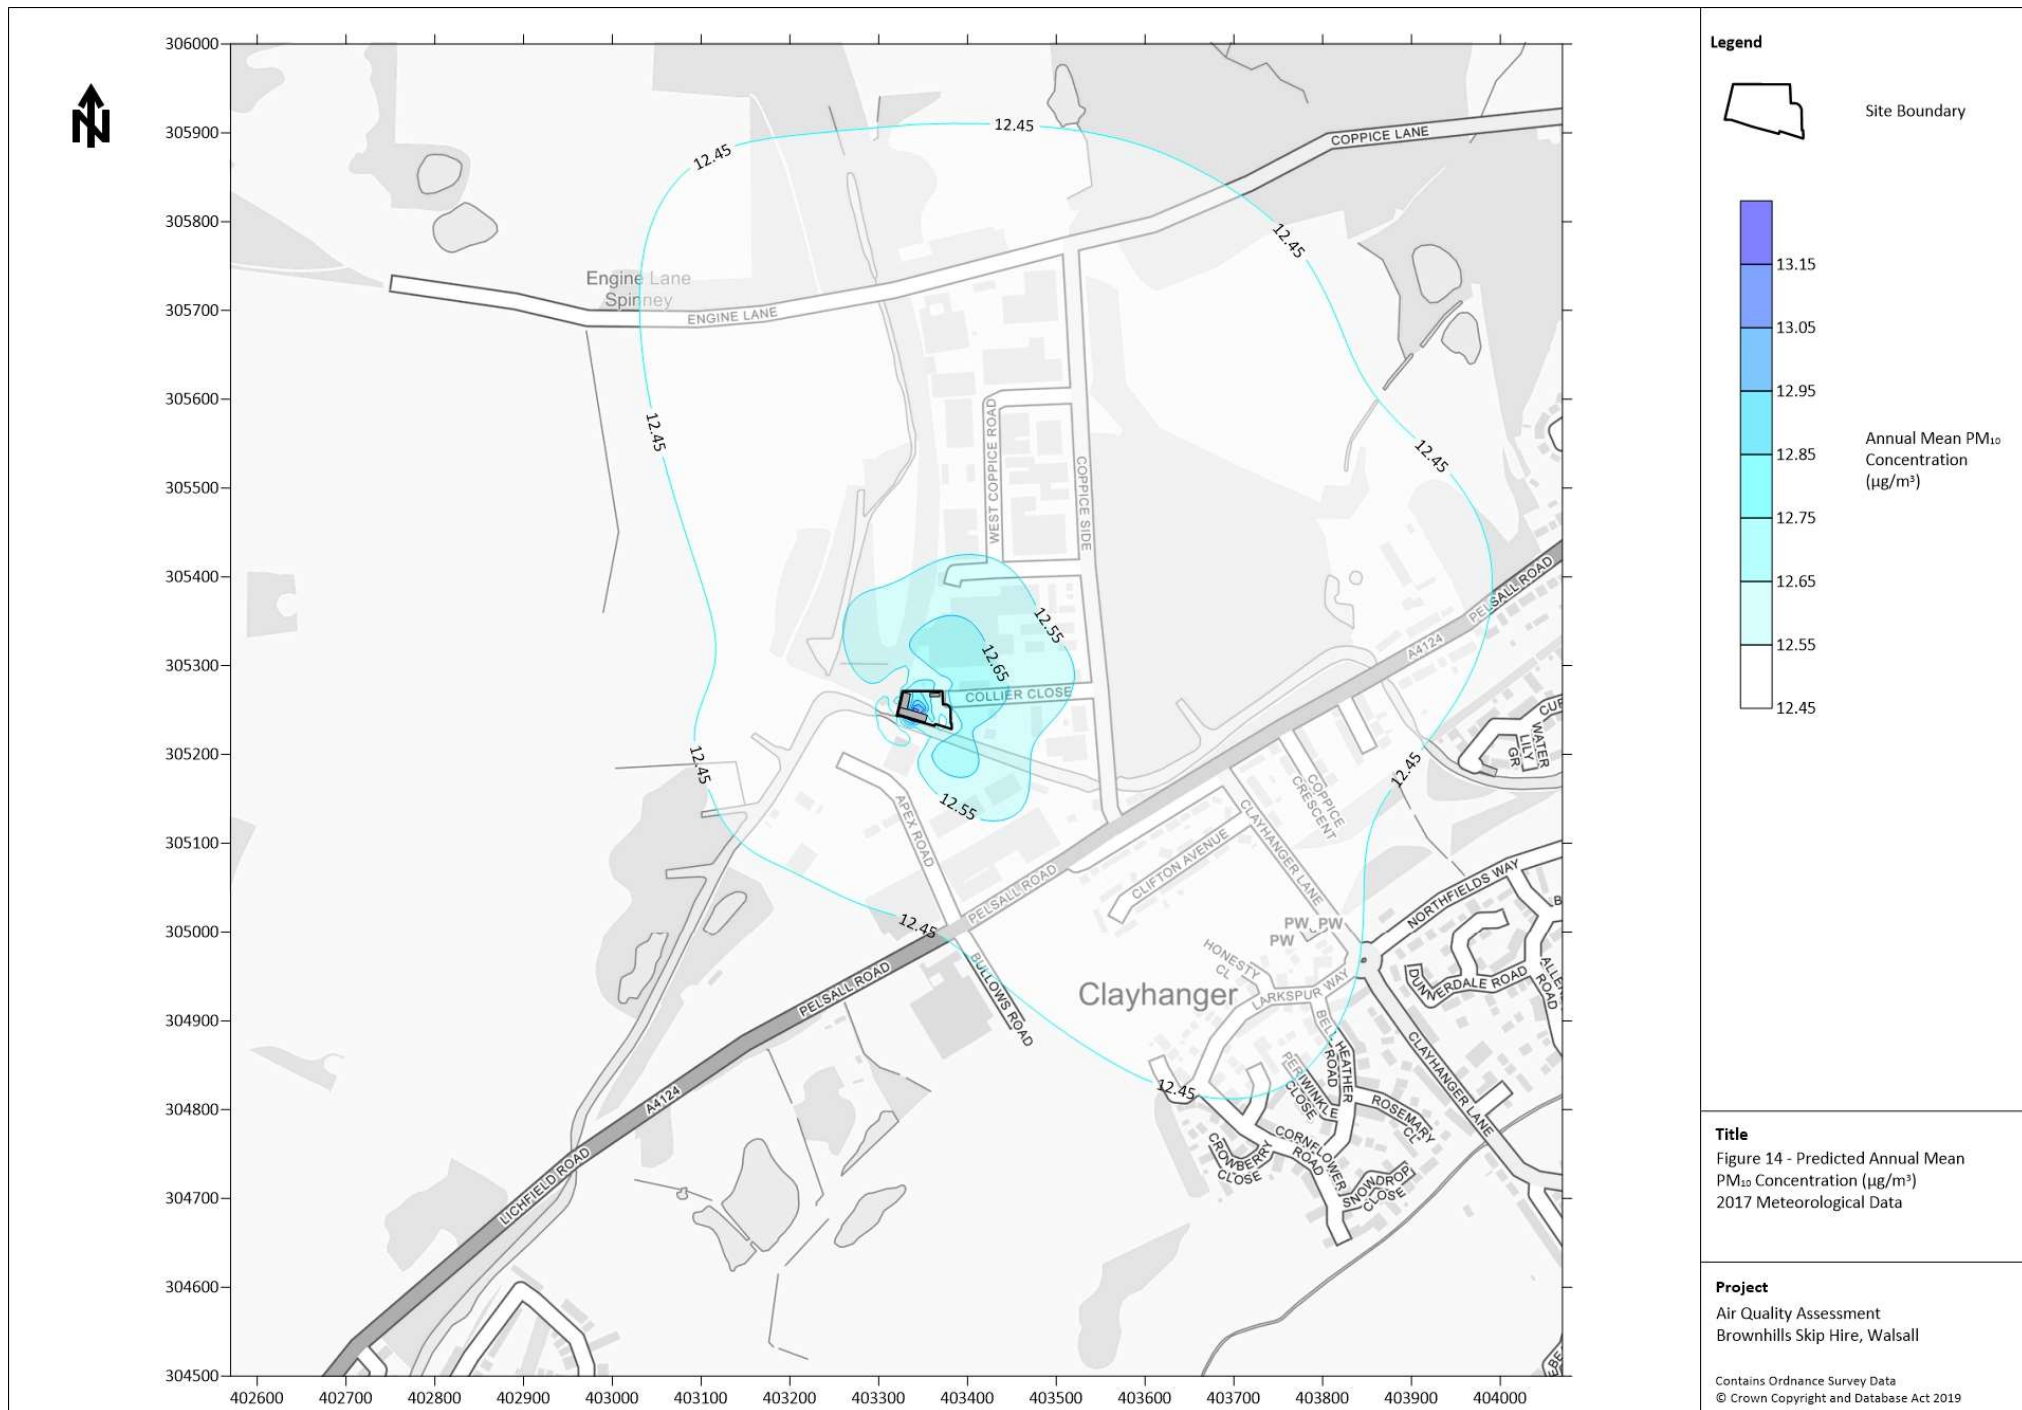 306000
305900
305800
305700
305600
305500
305400
305300
305200
305100
305000
304900
304800
304700
304600
304500
402600
402700
402800
402900
403000
403100
403200
403300
403400
403500
403600
403700
403800
403900
404000
N
12.45
12.45
12.45
12.45
12.45
12.45
12.45
12.45
12.45
12.55
12.65
12.55
COPPICE LANE
Engine Lane
Spinney
ENGINE LANE
WEST COPPICE ROAD
COPPICE SIDE
COLLIER CLOSE
PELSALL ROAD
A4124
APEX ROAD
PELSALL ROAD
CLIFTON AVENUE
CLAYHANGER LANE
COPPICE
CRESCENT
WATER
LILY
GR
NORTHFIELDS WAY
PW
PW
PW
HONESTY
CL
LARKSPUR WAY
Clayhanger
BULLOWS ROAD
PELSALL ROAD
A4124
LICHFIELD ROAD
DUNNERDALE ROAD
ROAD
CLAYHANGER LANE
BELL HEATHER
ROAD
PERIWINKLE
CLOSE
ROSEMARY
CL
CORNFLOWER
ROAD
CROWBERRY
CLOSE
SNOWDROP
CLOSE
Legend
Site Boundary
13.15
13.05
12.95
12.85
12.75
12.65
12.55
12.45
Annual Mean PM₁₀
Concentration
(µg/m³)
Title
Figure 14 - Predicted Annual Mean
PM₁₀ Concentration (µg/m³)
2017 Meteorological Data
Project
Air Quality Assessment
Brownhills Skip Hire, Walsall
Contains Ordnance Survey Data
© Crown Copyright and Database Act 2019